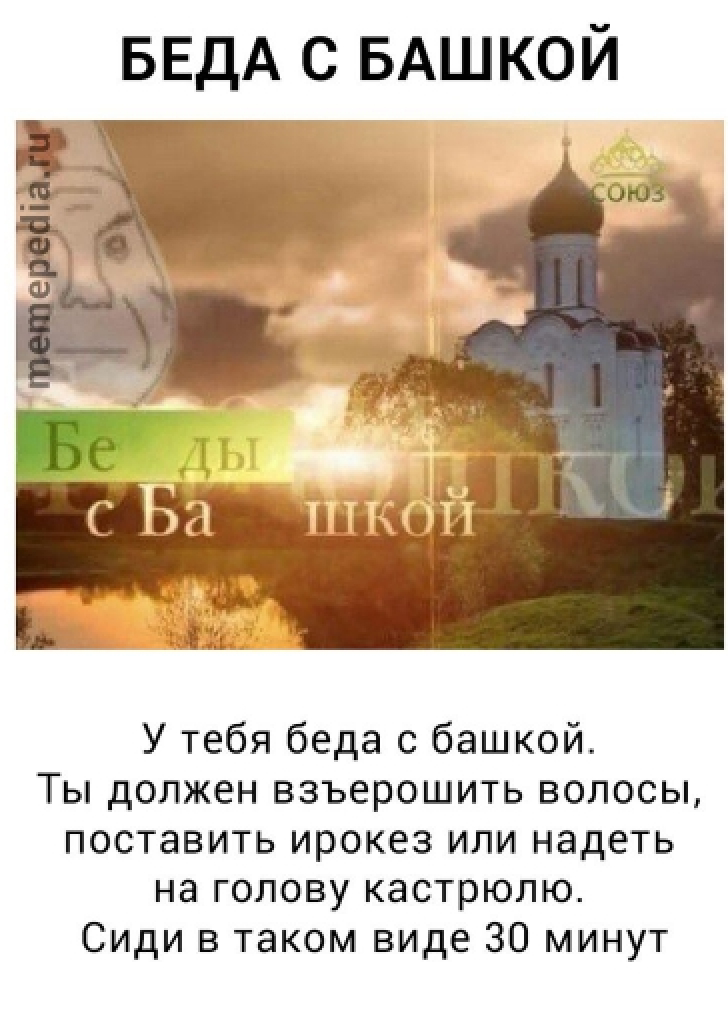 БЕДА С БАШКОЙ
memepedia.ru
СОЮЗ
Бе ды
с Ба шкой
У тебя беда с башкой.
Ты должен взъерошить волосы,
поставить ирокез или надеть
на голову кастрюлю.
Сиди в таком виде 30 минут